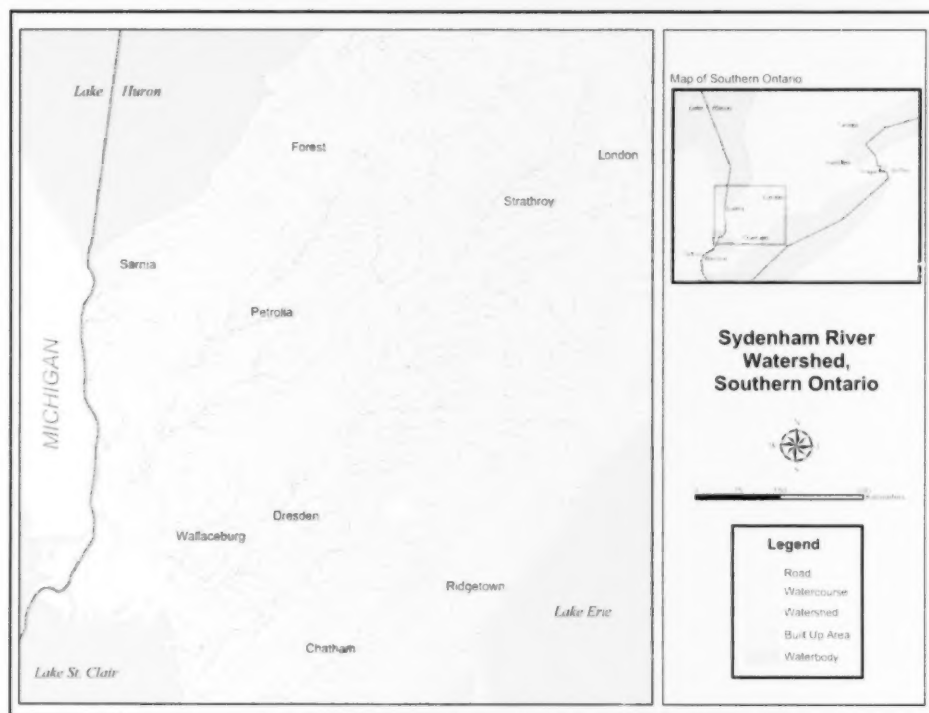 Lake Huron
Forest
London
Strathroy
Sarnia
Petrolia
MICHIGAN
Dresden
Wallaceburg
Ridgetown
Lake Erie
Chatham
Lake St. Clair
Map of Southern Ontario
Sydenham River
Watershed,
Southern Ontario
Legend
Road
Watercourse
Watershed
Built Up Area
Waterbody